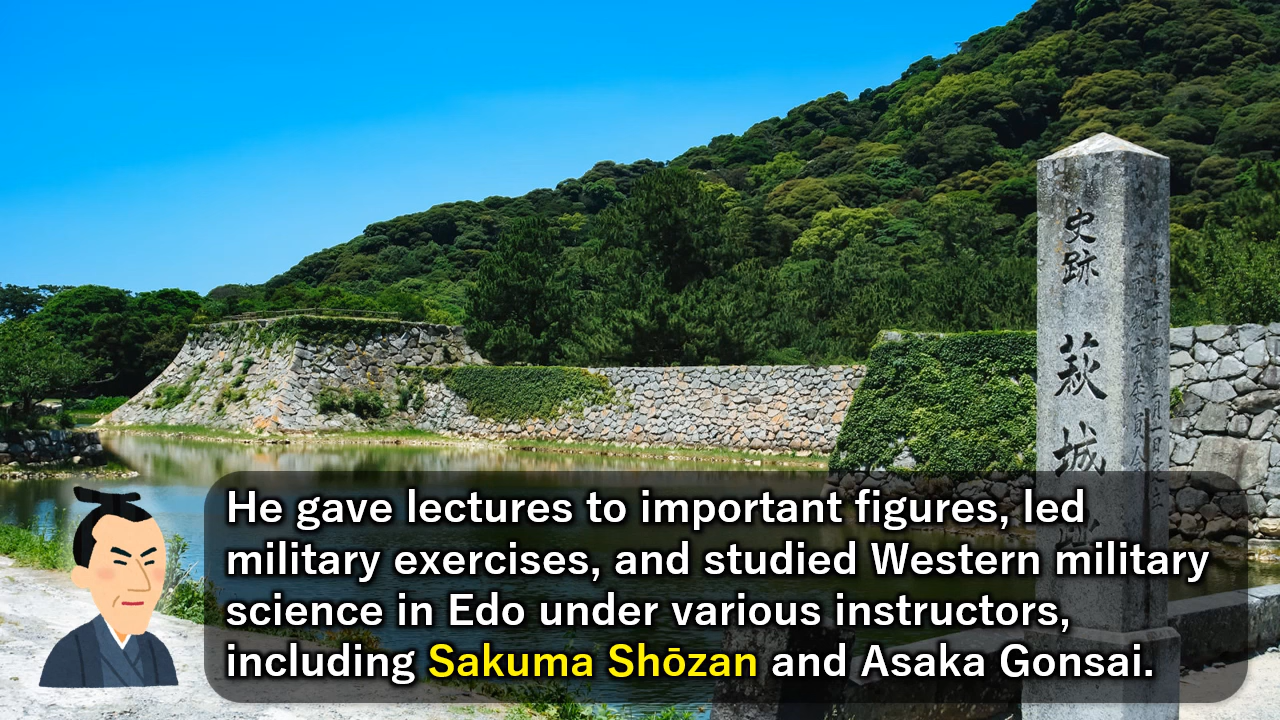 史跡 萩城
He gave lectures to important figures, led
military exercises, and studied Western military
science in Edo under various instructors,
including Sakuma Shōzan and Asaka Gonsai.